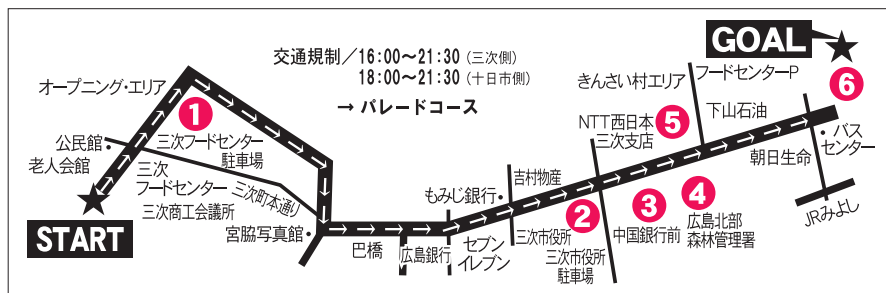 GOAL
交通規制／16:00〜21:30（三次側）
18:00〜21:30（十日市側）
→ パレードコース
オープニング・エリア
1
三次フードセンター
駐車場
公民館・
老人会館
三次
フードセンター
三次商工会議所
三次町本通り
START
宮脇写真館・
巴橋
広島銀行
もみじ銀行・
セブン
イレブン
吉村物産
2
三次市役所
三次市役所
駐車場
きんさい村エリア
NTT西日本
三次支店
5
3
中国銀行前
4
広島北部
森林管理署
フードセンターP
下山石油
6
朝日生命
・バス
センター
JRみよし